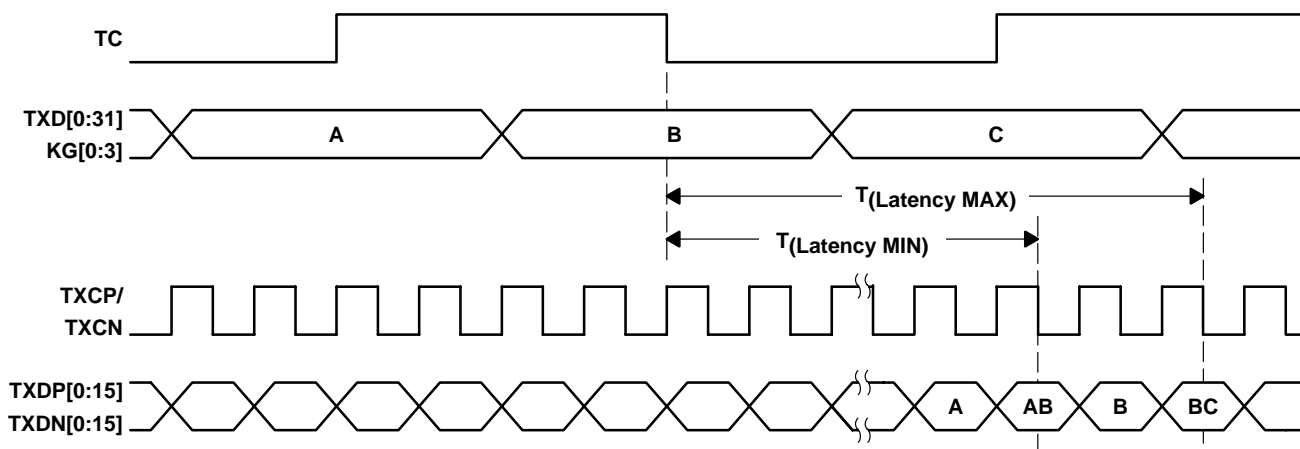 TC
TXD[0:31]
KG[0:3]
A
B
C
T(Latency MAX)
T(Latency MIN)
TXCP/
TXCN
TXDP[0:15]
TXDN[0:15]
A
AB
B
BC